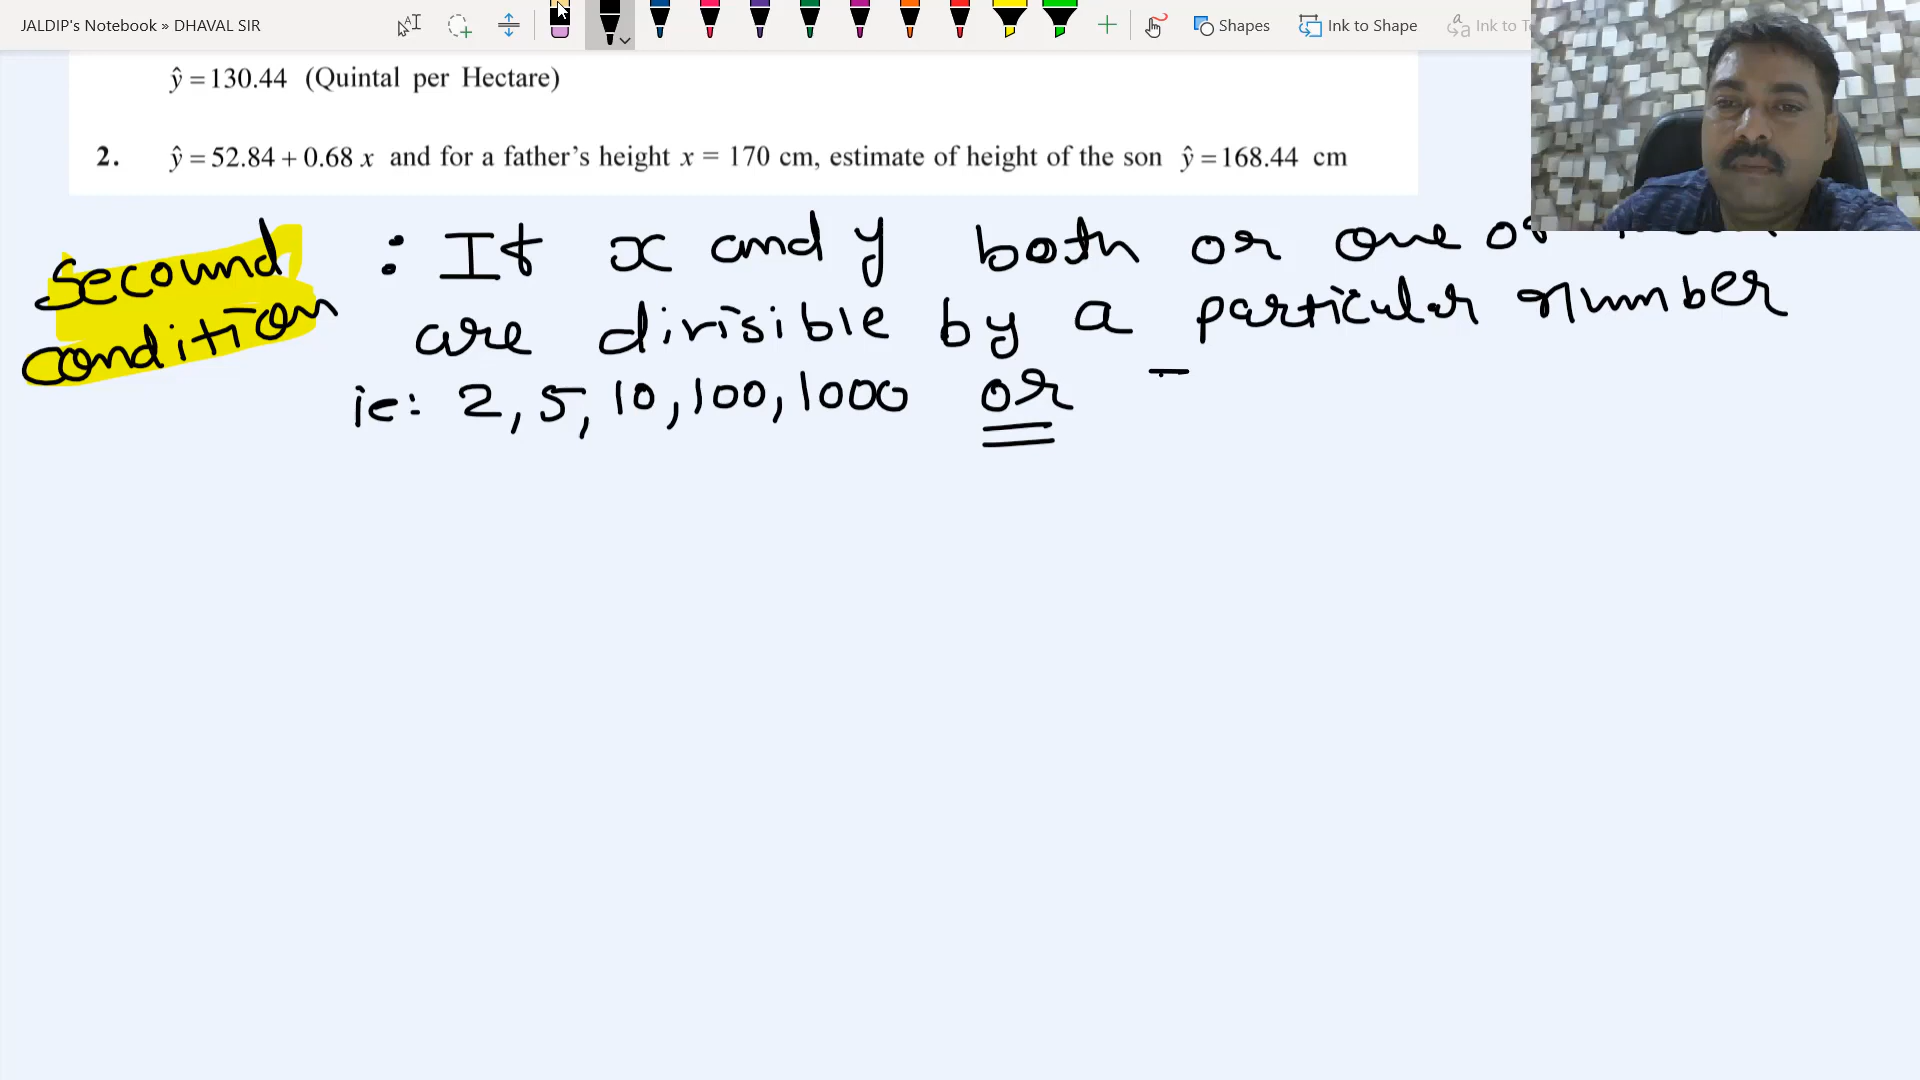 JALDIP's Notebook » DHAVAL SIR
Shapes
Ink to Shape
Ink to
ŷ = 130.44 (Quintal per Hectare)
2. ŷ = 52.84 + 0.68 x and for a father's height x = 170 cm, estimate of height of the son ŷ = 168.44 cm
secound : If x and y both or one of
condition are divisible by a particular number
ie: 2, 5, 10, 100, 1000 or